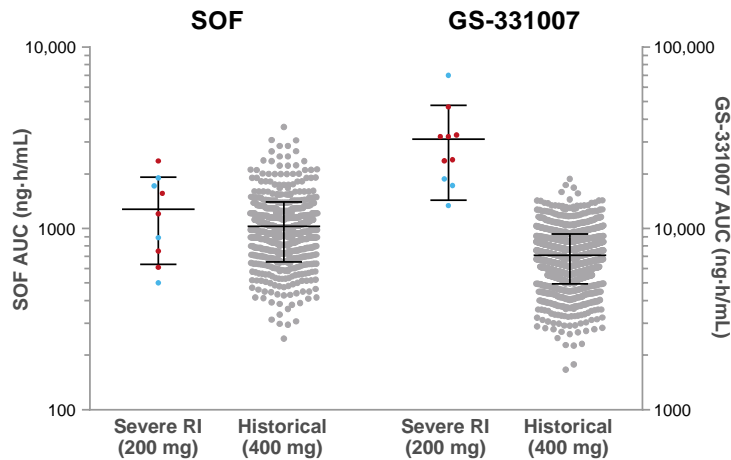 SOF GS-331007
10,000
1000
100
SOF AUC (ng·h/mL)
100,000
10,000
1000
GS-331007 AUC
(ng·h/mL)
Severe RI
(200 mg)
Historical
(400 mg)
Severe RI
(200 mg)
Historical
(400 mg)